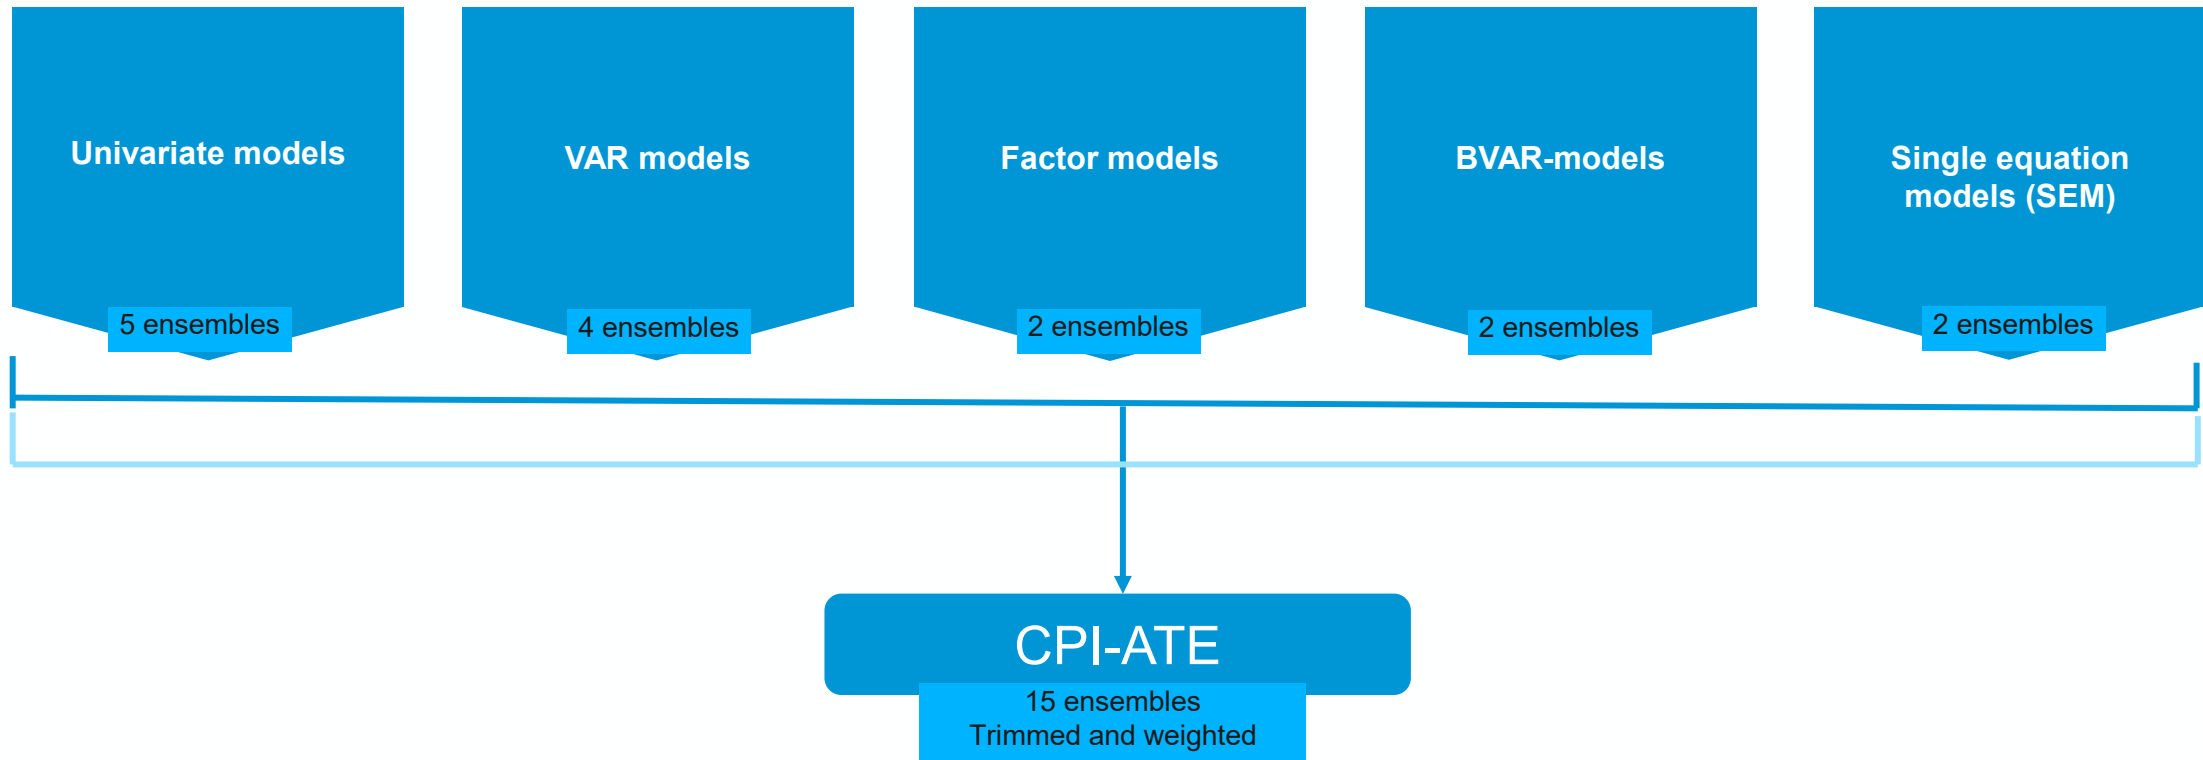 Univariate models
VAR models
Factor models
BVAR-models
Single equation
models (SEM)
5 ensembles
4 ensembles
2 ensembles
2 ensembles
2 ensembles
CPI-ATE
15 ensembles
Trimmed and weighted